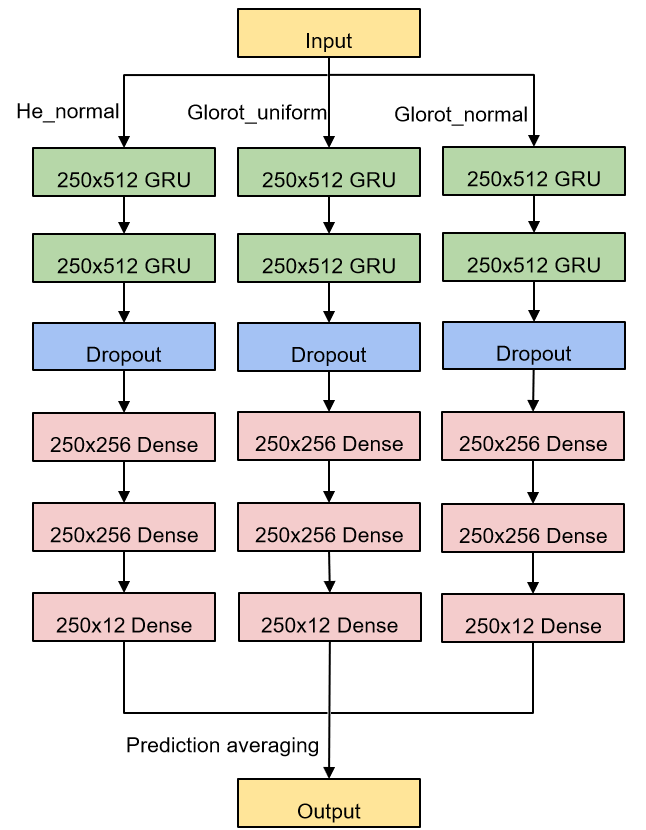 Input
He_normal
Glorot_uniform
Glorot_normal
250x512 GRU
250x512 GRU
250x512 GRU
250x512 GRU
250x512 GRU
250x512 GRU
Dropout
Dropout
Dropout
250x256 Dense
250x256 Dense
250x256 Dense
250x256 Dense
250x256 Dense
250x256 Dense
250x12 Dense
250x12 Dense
250x12 Dense
Prediction averaging
Output